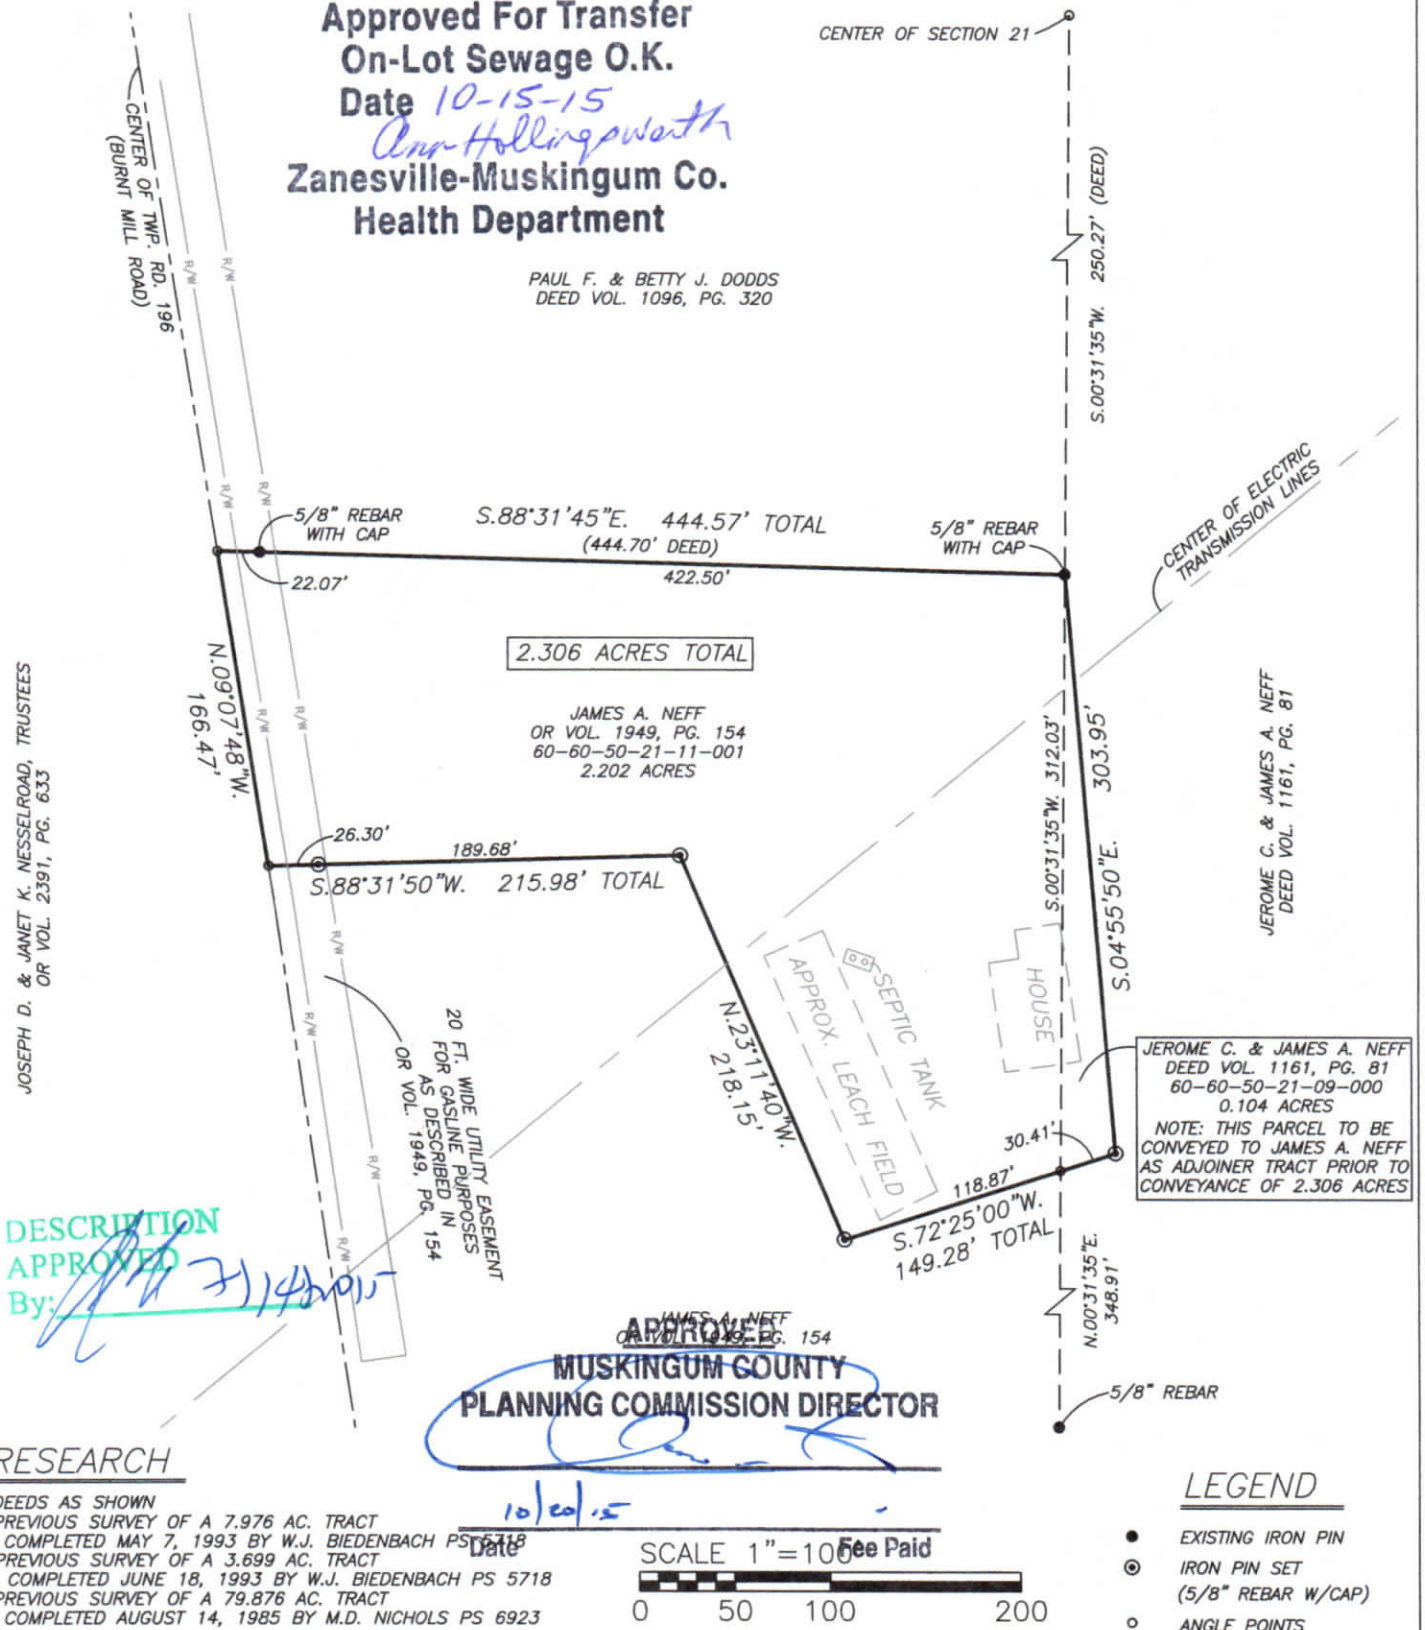 Approved For Transfer
On-Lot Sewage O.K.
Date 10-15-15
Ann Hollingsworth
Zanesville-Muskingum Co.
Health Department
CENTER OF SECTION 21
CENTER OF TWP. RD. 196
(BURNT MILL ROAD)
R/W
R/W
PAUL F. & BETTY J. DODDS
DEED VOL. 1096, PG. 320
S.00°31'35"W. 250.27' (DEED)
CENTER OF ELECTRIC
TRANSMISSION LINES
R/W
R/W
5/8" REBAR
WITH CAP
S.88°31'45"E. 444.57' TOTAL
(444.70' DEED)
5/8" REBAR
WITH CAP
22.07'
422.50'
2.306 ACRES TOTAL
N.09°07'48"W.
166.47'
R/W
R/W
JAMES A. NEFF
OR VOL. 1949, PG. 154
60-60-50-21-11-001
2.202 ACRES
JOSEPH D. & JANET K. NESSELROAD, TRUSTEES
OR VOL. 2391, PG. 633
S.00°31'35"W. 312.03'
303.95'
S.04°55'50"E.
JEROME C. & JAMES A. NEFF
DEED VOL. 1161, PG. 81
26.30'
189.68'
S.88°31'50"W. 215.98' TOTAL
R/W
R/W
N.23°11'40"W.
218.15'
APPROX. LEACH FIELD
SEPTIC TANK
HOUSE
20 FT. WIDE UTILITY EASEMENT
FOR GASLINE PURPOSES
AS DESCRIBED IN
OR VOL. 1949, PG. 154
JEROME C. & JAMES A. NEFF
DEED VOL. 1161, PG. 81
60-60-50-21-09-000
0.104 ACRES
NOTE: THIS PARCEL TO BE
CONVEYED TO JAMES A. NEFF
AS ADJOINER TRACT PRIOR TO
CONVEYANCE OF 2.306 ACRES
30.41'
118.87'
S.72°25'00"W.
149.28' TOTAL
R/W
R/W
DESCRIPTION
APPROVED
By: 7/14/2015
N.00°31'35"E.
348.91'
JAMES A. NEFF
OR VOL. 1949, PG. 154
APPROVED
MUSKINGUM COUNTY
PLANNING COMMISSION DIRECTOR
10/20/15 -
Date Fee Paid
5/8" REBAR
RESEARCH
DEEDS AS SHOWN
PREVIOUS SURVEY OF A 7.976 AC. TRACT
COMPLETED MAY 7, 1993 BY W.J. BIEDENBACH PS 5718
PREVIOUS SURVEY OF A 3.699 AC. TRACT
COMPLETED JUNE 18, 1993 BY W.J. BIEDENBACH PS 5718
PREVIOUS SURVEY OF A 79.876 AC. TRACT
COMPLETED AUGUST 14, 1985 BY M.D. NICHOLS PS 6923
SCALE 1"=100'
0 50 100 200
LEGEND
EXISTING IRON PIN
IRON PIN SET
(5/8" REBAR W/CAP)
ANGLE POINTS